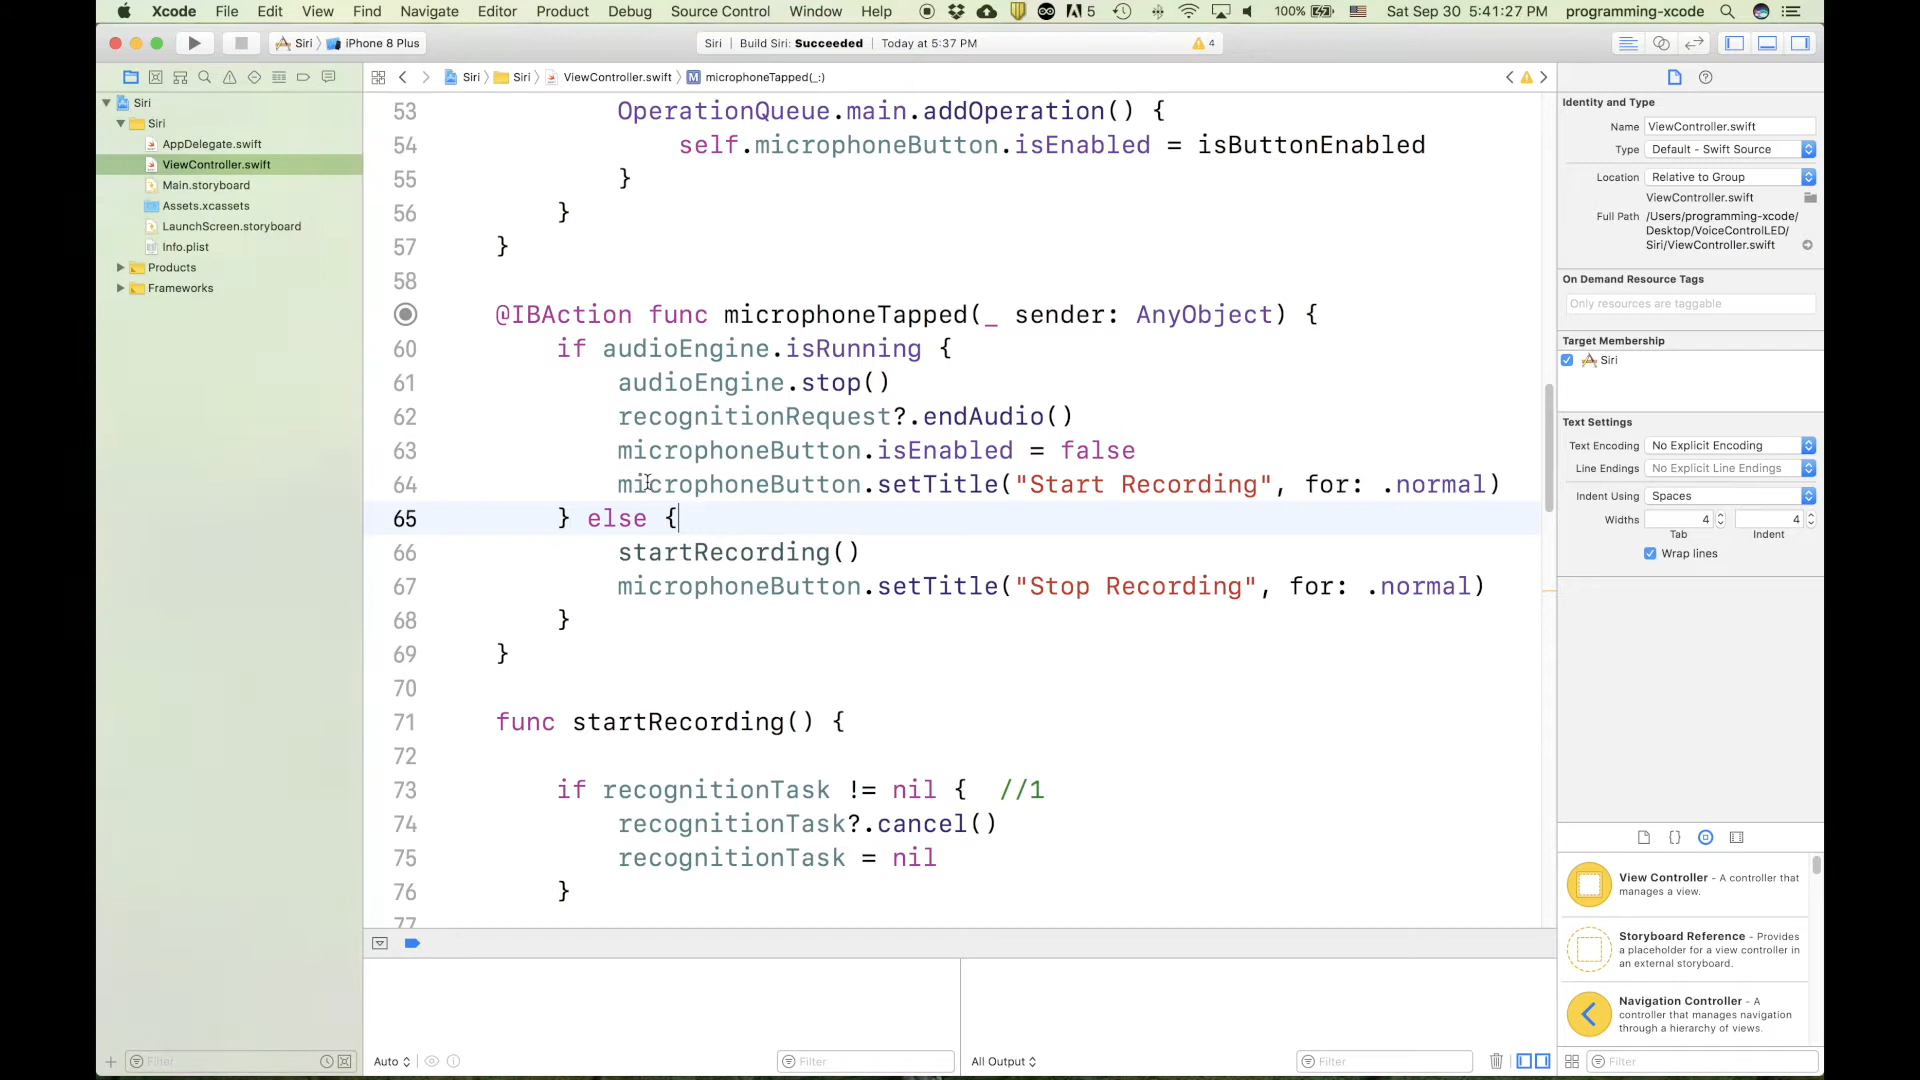 Xcode File Edit View Find Navigate Editor Product Debug Source Control Window Help 5 100% Sat Sep 30 5:41:27 PM programming-xcode
Siri iPhone 8 Plus Siri | Build Siri: Succeeded | Today at 5:37 PM 4
Siri Siri ViewController.swift M microphoneTapped(_:)
Siri
Siri
AppDelegate.swift
ViewController.swift
Main.storyboard
Assets.xcassets
LaunchScreen.storyboard
Info.plist
Products
Frameworks
Filter
53 OperationQueue.main.addOperation() {
54 self.microphoneButton.isEnabled = isButtonEnabled
55 }
56 }
57 }
58
@IBAction func microphoneTapped(_ sender: AnyObject) {
60 if audioEngine.isRunning {
61 audioEngine.stop()
62 recognitionRequest?.endAudio()
63 microphoneButton.isEnabled = false
64 microphoneButton.setTitle("Start Recording", for: .normal)
65 } else {
66 startRecording()
67 microphoneButton.setTitle("Stop Recording", for: .normal)
68 }
69 }
70
71 func startRecording() {
72
73 if recognitionTask != nil { //1
74 recognitionTask?.cancel()
75 recognitionTask = nil
76 }
77
Auto Filter All Output Filter
Identity and Type
Name ViewController.swift
Type Default - Swift Source
Location Relative to Group
ViewController.swift
Full Path /Users/programming-xcode/
Desktop/VoiceControlLED/
Siri/ViewController.swift
On Demand Resource Tags
Only resources are taggable
Target Membership
Siri
Text Settings
Text Encoding No Explicit Encoding
Line Endings No Explicit Line Endings
Indent Using Spaces
Widths 4 4
Tab Indent
Wrap lines
{}
View Controller - A controller that
manages a view.
Storyboard Reference - Provides
a placeholder for a view controller in
an external storyboard.
Navigation Controller - A
controller that manages navigation
through a hierarchy of views.
Filter